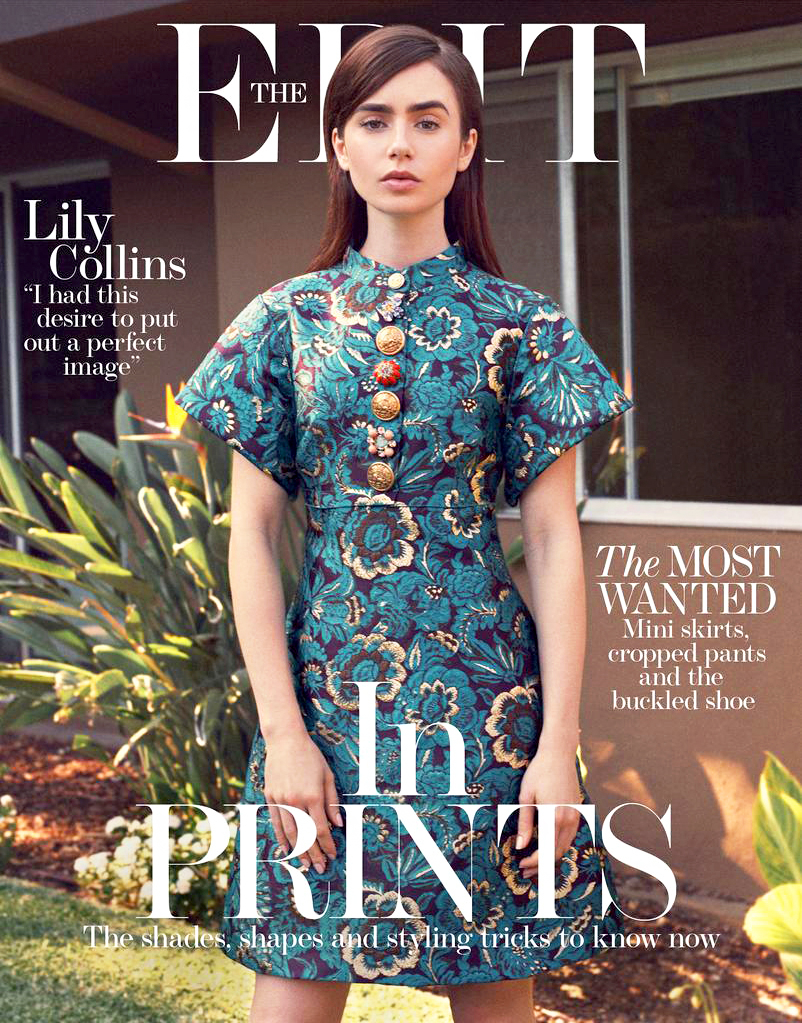 THE EDIT
Lily
Collins
“I had this
desire to put
out a perfect
image”
The MOST
WANTED
Mini skirts,
cropped pants
and the
buckled shoe
In
PRINTS
The shades, shapes and styling tricks to know now